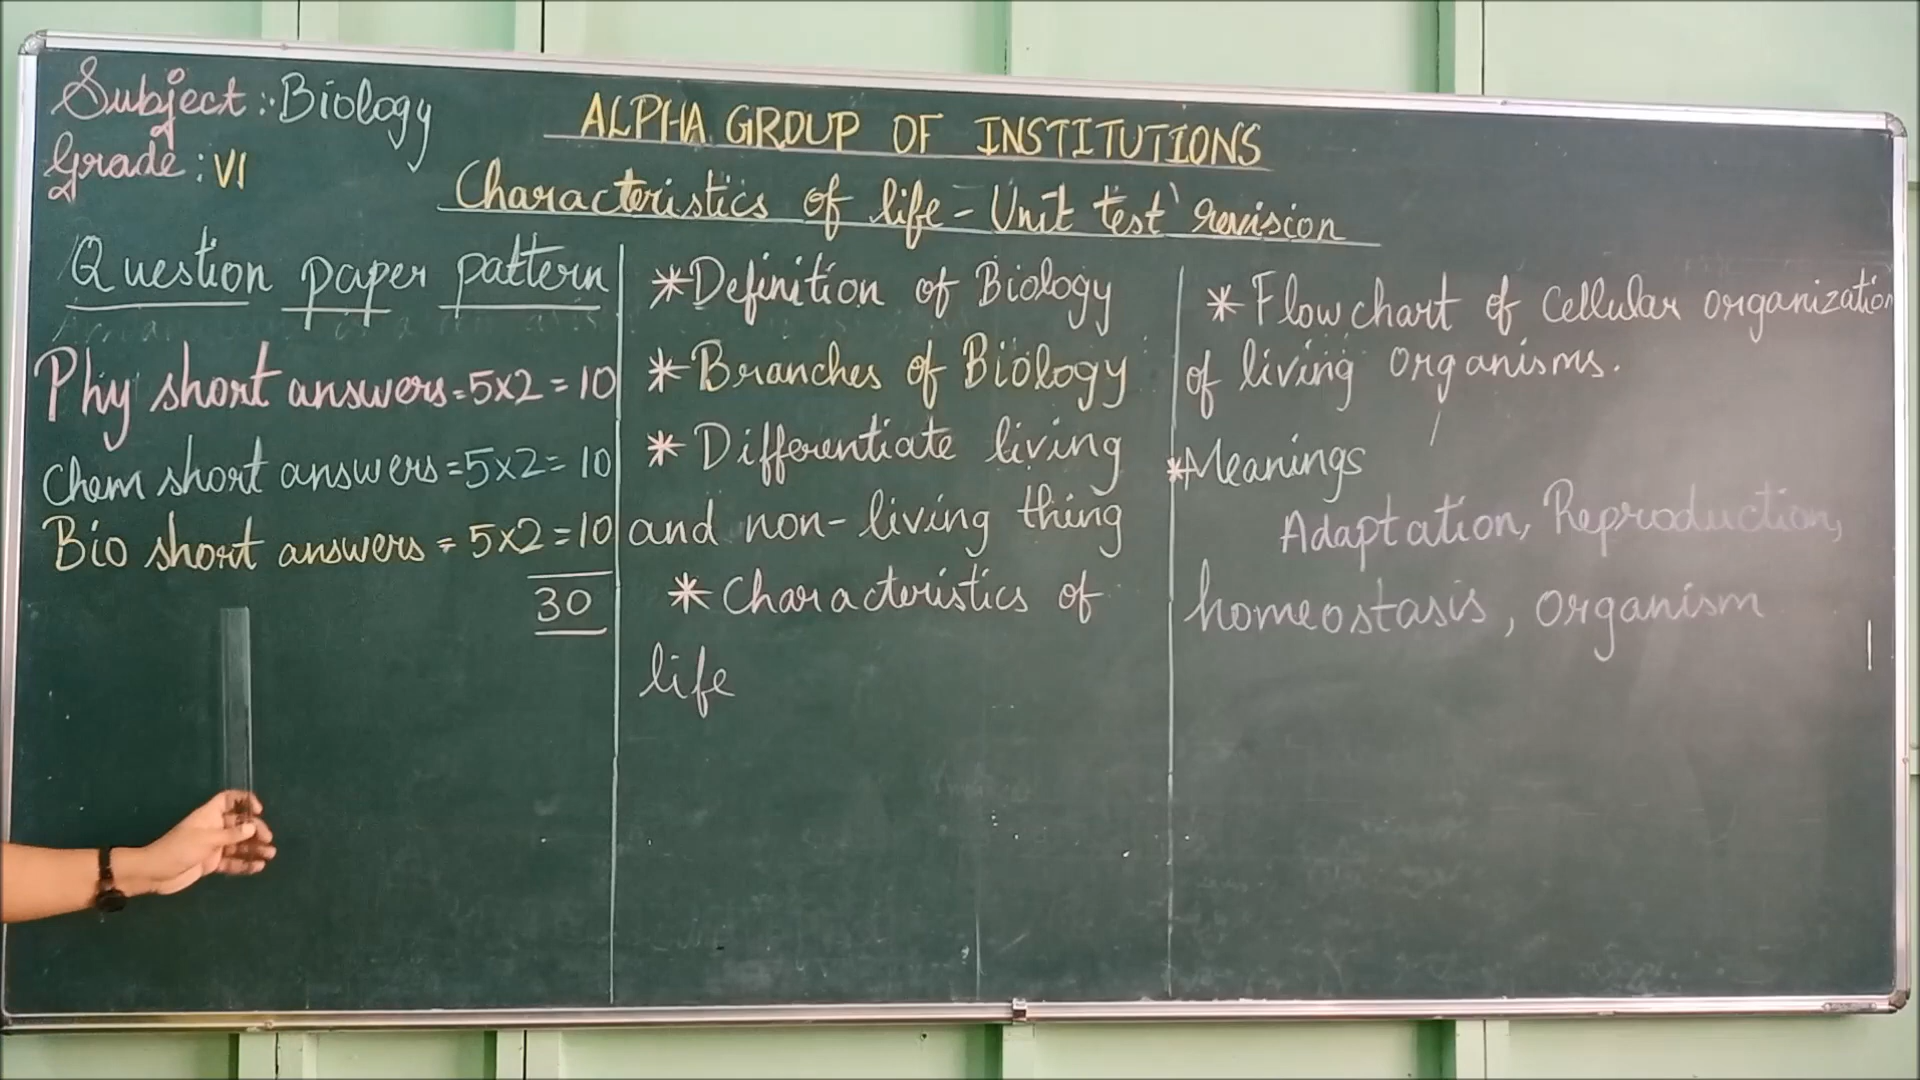 Subject : Biology
Grade : VI
ALPHA GROUP OF INSTITUTIONS
Characteristics of life - Unit test revision
Question paper pattern
Phy short answers = 5x2 = 10
Chem short answers = 5x2 = 10
Bio short answers = 5x2 = 10
30
* Definition of Biology
* Branches of Biology
* Differentiate living
and non-living thing
* Characteristics of
life
* Flow chart of Cellular organization
of living organisms.
* Meanings
Adaptation, Reproduction,
homeostasis, organism